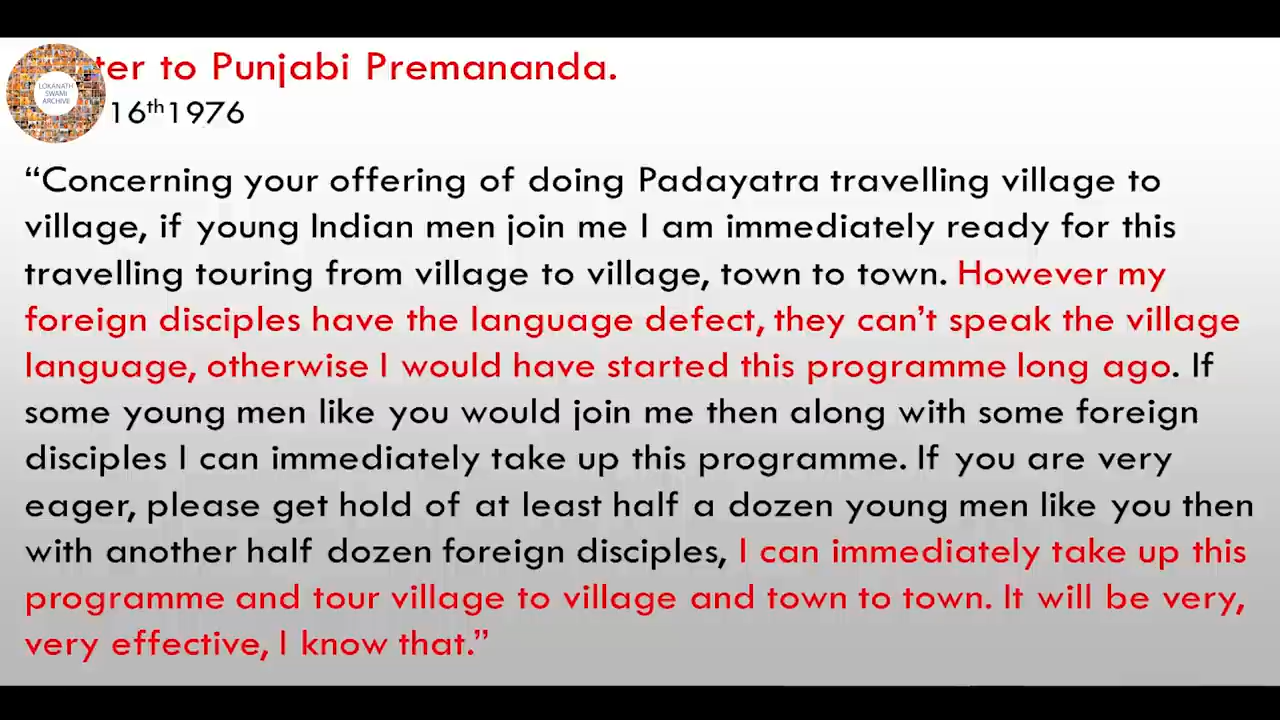 LOKANATH
SWAMI
ARCHIVE
ter to Punjabi Premananda.
16th1976
“Concerning your offering of doing Padayatra travelling village to
village, if young Indian men join me I am immediately ready for this
travelling touring from village to village, town to town. However my
foreign disciples have the language defect, they can’t speak the village
language, otherwise I would have started this programme long ago. If
some young men like you would join me then along with some foreign
disciples I can immediately take up this programme. If you are very
eager, please get hold of at least half a dozen young men like you then
with another half dozen foreign disciples, I can immediately take up this
programme and tour village to village and town to town. It will be very,
very effective, I know that.”